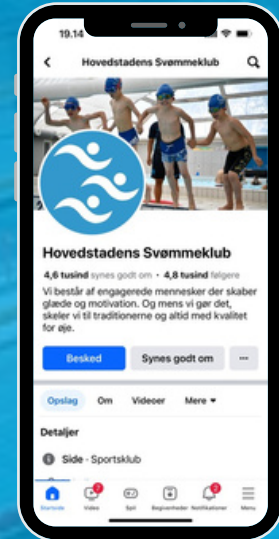 19.14
Hovedstadens Svømmeklub
Hovedstadens Svømmeklub
4,6 tusind synes godt om • 4,8 tusind følgere
Vi består af engagerede mennesker der skaber
glæde og motivation. Og mens vi gør det,
skeler vi til traditionerne og altid med kvalitet
for øje.
Besked
Synes godt om
Opslag Om Videoer Mere
Detaljer
Side · Sportsklub
Startside Video Spil Begivenheder Notifikationer Menu